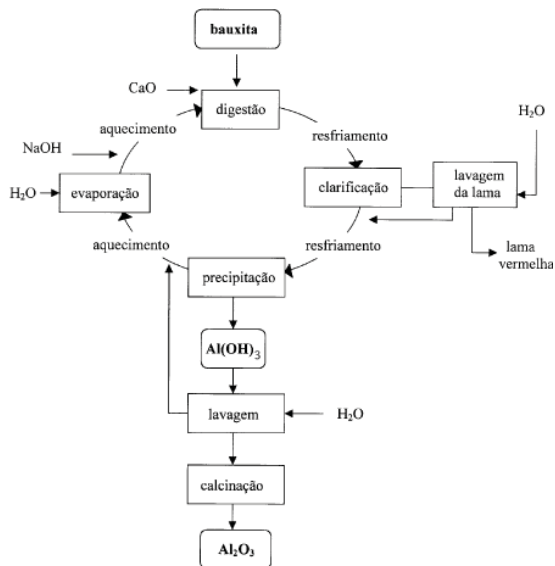 bauxita
CaO
digestão
aquecimento
resfriamento
H₂O
NaOH
H₂O
evaporação
clarificação
lavagem
da lama
aquecimento
resfriamento
lama
vermelha
precipitação
Al(OH)₃
lavagem
H₂O
calcinação
Al₂O₃